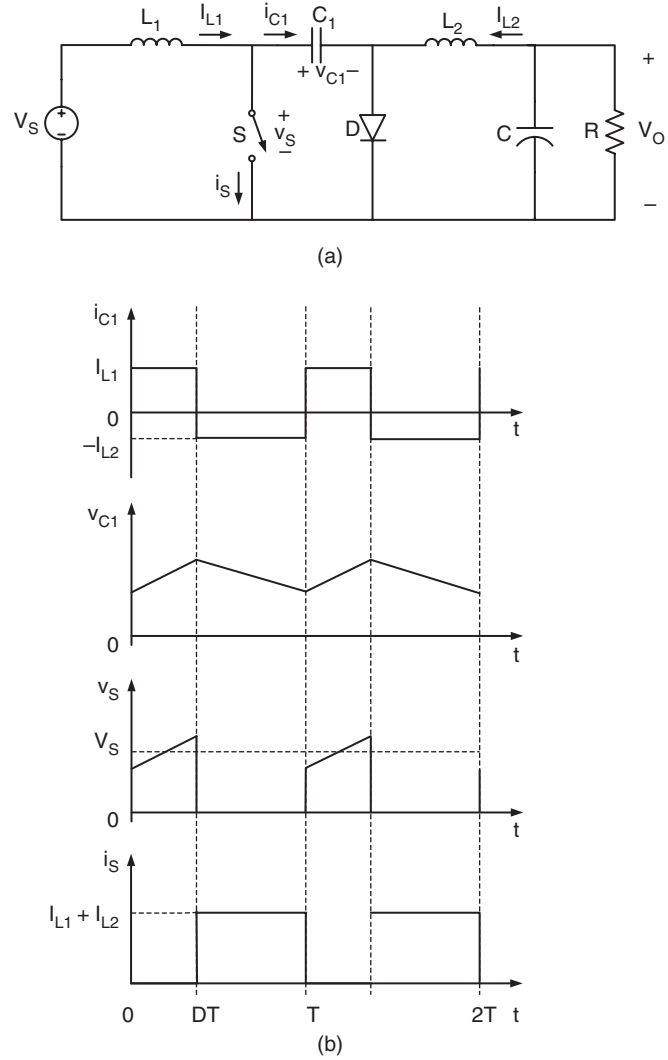 L1 IL1 iC1 C1 L2 IL2
+ vC1 –
VS + – S + vS – D C R + VO –
iS
(a)
iC1
IL1
0
t
–IL2
vC1
0
t
vS
VS
0
t
iS
IL1 + IL2
0 DT T 2T t
(b)